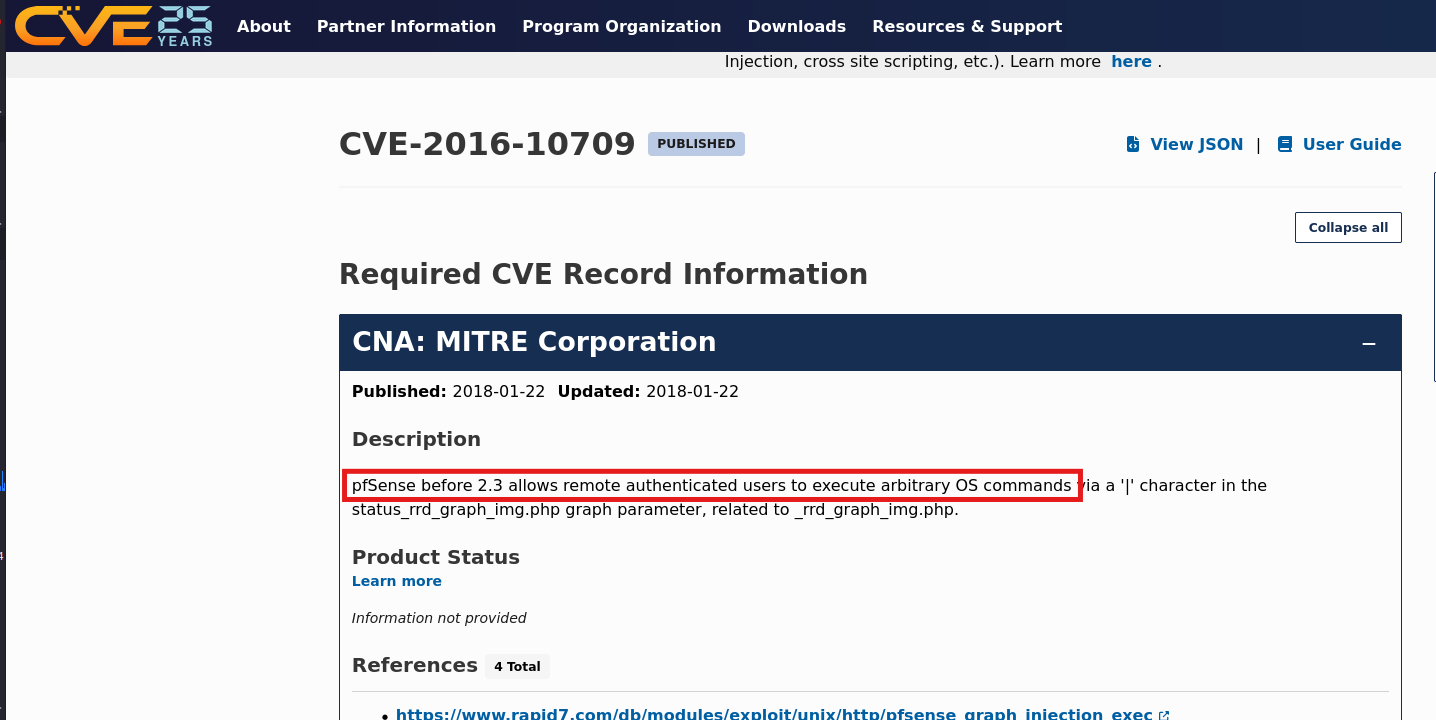 CVE 25 YEARS About Partner Information Program Organization Downloads Resources & Support
Injection, cross site scripting, etc.). Learn more here .
CVE-2016-10709 PUBLISHED View JSON | User Guide
Collapse all
Required CVE Record Information
CNA: MITRE Corporation −
Published: 2018-01-22 Updated: 2018-01-22
Description
pfSense before 2.3 allows remote authenticated users to execute arbitrary OS commands via a '|' character in the
status_rrd_graph_img.php graph parameter, related to _rrd_graph_img.php.
Product Status
Learn more
Information not provided
References 4 Total
• https://www.rapid7.com/db/modules/exploit/unix/http/pfsense_graph_injection_exec